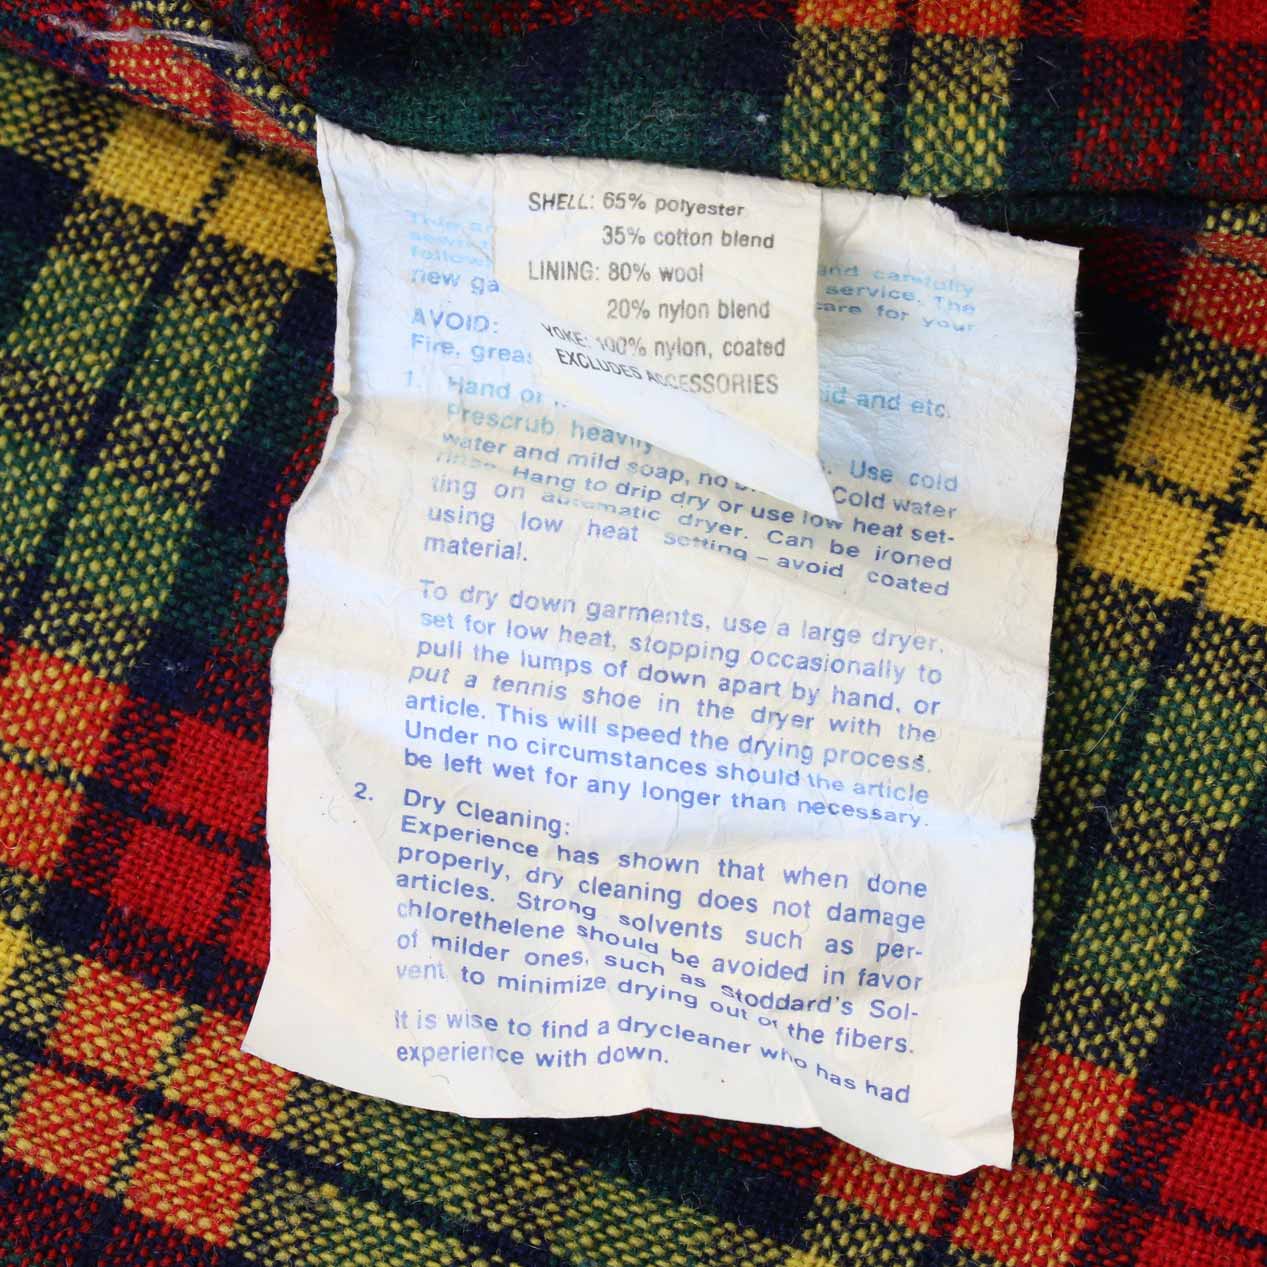 SHELL: 65% polyester
35% cotton blend
LINING: 80% wool
20% nylon blend
YOKE: 100% nylon, coated
EXCLUDES ACCESSORIES
and carefully
service. The
follow
care for your
new ga
AVOID:
Fire, greas
id and etc.
1. Hand or
Prescrub heavily
Use cold
water and mild soap, no
Cold water
rinse. Hang to drip dry or use low heat set-
ting on automatic dryer. Can be ironed
using low heat setting – avoid coated
material.
To dry down garments, use a large dryer,
set for low heat, stopping occasionally to
pull the lumps of down apart by hand, or
put a tennis shoe in the dryer with the
article. This will speed the drying process.
Under no circumstances should the article
be left wet for any longer than necessary.
2. Dry Cleaning:
Experience has shown that when done
properly, dry cleaning does not damage
articles. Strong solvents such as per-
chlorethelene should be avoided in favor
of milder ones, such as Stoddard's Sol-
vent to minimize drying out of the fibers.
It is wise to find a drycleaner who has had
experience with down.